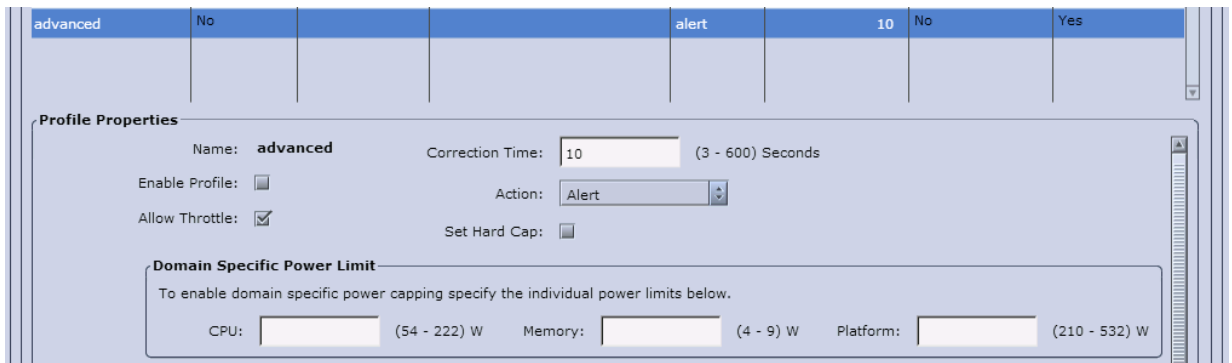 advanced No alert 10 No Yes
Profile Properties
Name: advanced Correction Time: 10 (3 - 600) Seconds
Enable Profile: Action: Alert
Allow Throttle: Set Hard Cap:
Domain Specific Power Limit
To enable domain specific power capping specify the individual power limits below.
CPU: (54 - 222) W Memory: (4 - 9) W Platform: (210 - 532) W